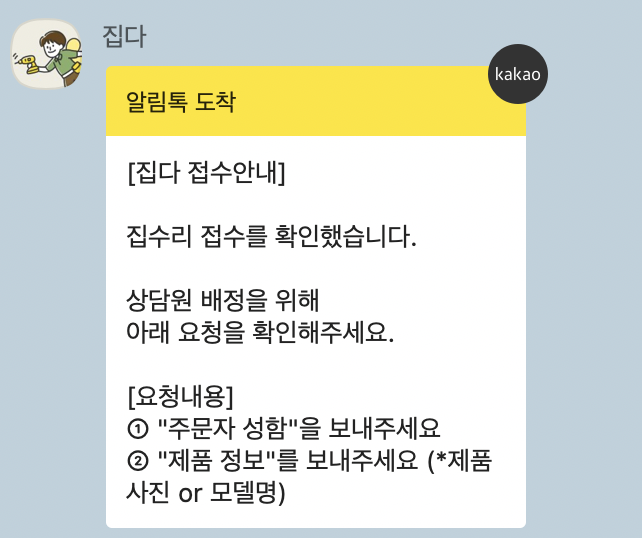 집다
kakao
알림톡 도착
[집다 접수안내]
집수리 접수를 확인했습니다.
상담원 배정을 위해
아래 요청을 확인해주세요.
[요청내용]
① "주문자 성함"을 보내주세요
② "제품 정보"를 보내주세요 (*제품
사진 or 모델명)